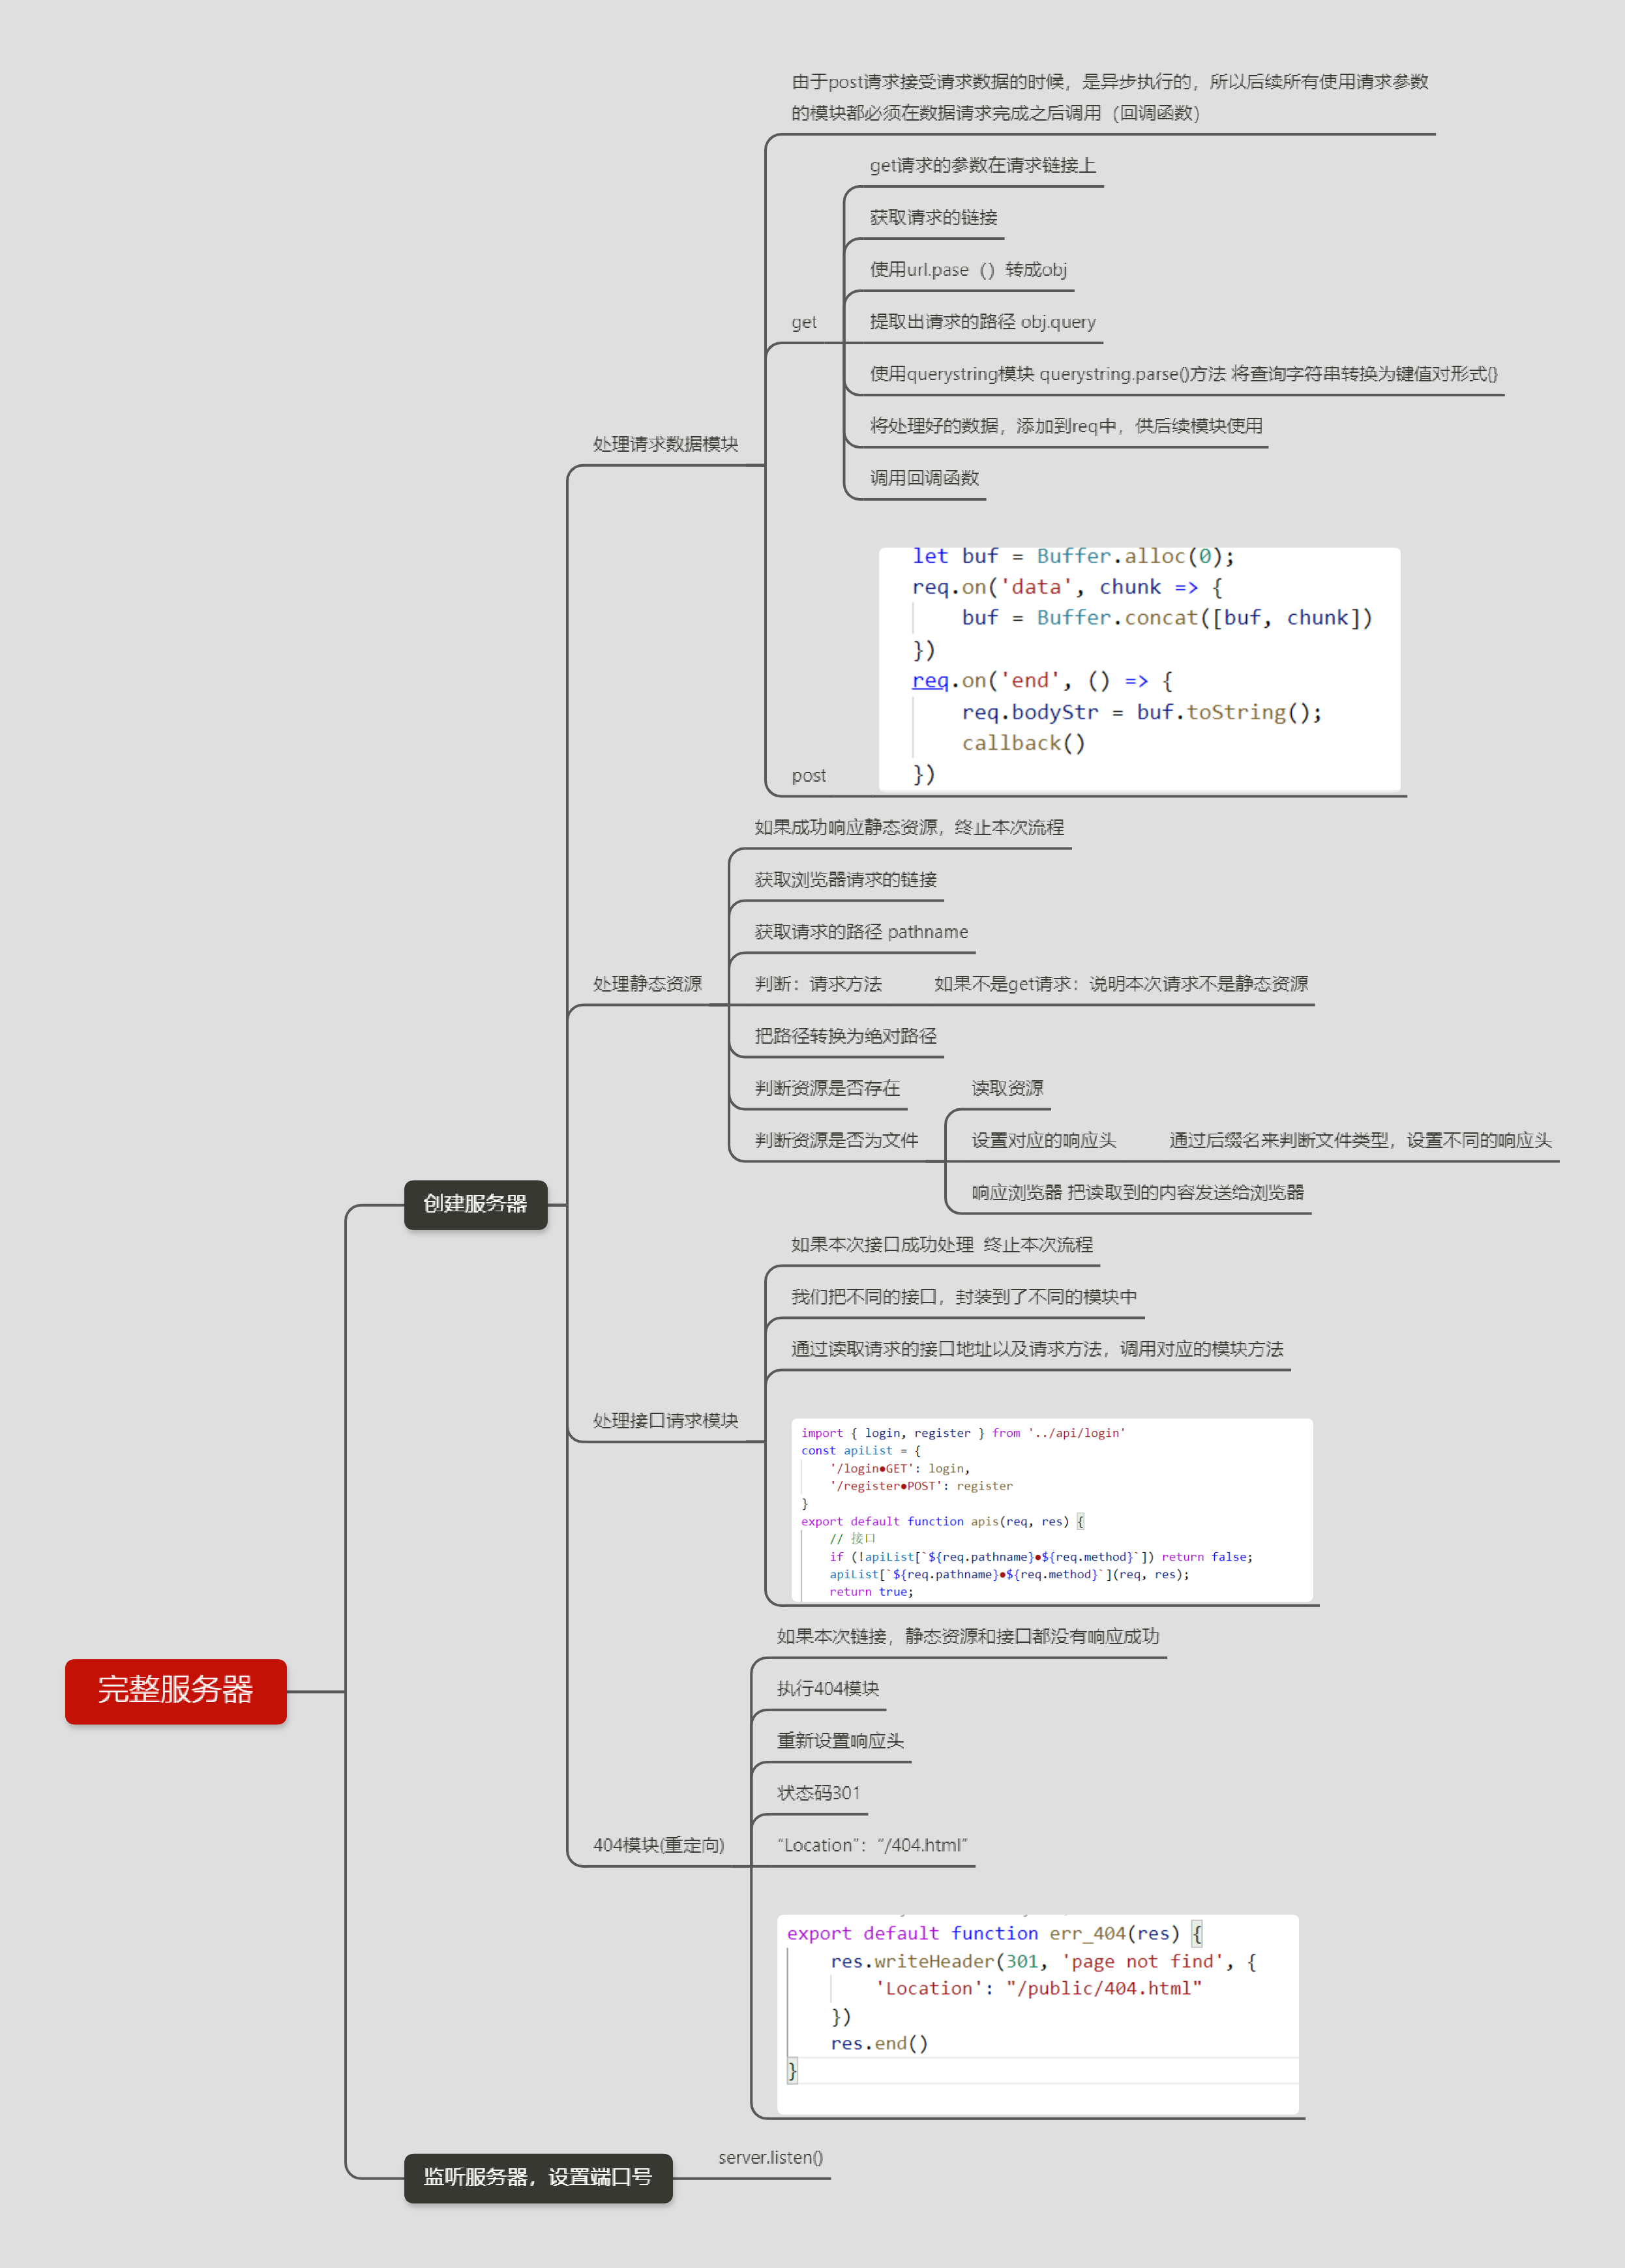 由于post请求接受请求数据的时候，是异步执行的，所以后续所有使用请求参数
的模块都必须在数据请求完成之后调用（回调函数）
get请求的参数在请求链接上
获取请求的链接
使用url.pase（）转成obj
get
提取出请求的路径 obj.query
使用querystring模块 querystring.parse()方法 将查询字符串转换为键值对形式{}
将处理好的数据，添加到req中，供后续模块使用
处理请求数据模块
调用回调函数
let buf = Buffer.alloc(0);
req.on('data', chunk => {
buf = Buffer.concat([buf, chunk])
})
req.on('end', () => {
req.bodyStr = buf.toString();
callback()
})
post
如果成功响应静态资源，终止本次流程
获取浏览器请求的链接
获取请求的路径 pathname
处理静态资源
判断：请求方法
如果不是get请求：说明本次请求不是静态资源
把路径转换为绝对路径
判断资源是否存在
读取资源
判断资源是否为文件
设置对应的响应头
通过后缀名来判断文件类型，设置不同的响应头
响应浏览器 把读取到的内容发送给浏览器
创建服务器
如果本次接口成功处理 终止本次流程
我们把不同的接口，封装到了不同的模块中
通过读取请求的接口地址以及请求方法，调用对应的模块方法
处理接口请求模块
import { login, register } from '../api/login'
const apiList = {
'/login●GET': login,
'/register●POST': register
}
export default function apis(req, res) {
// 接口
if (!apiList[`${req.pathname}●${req.method}`]) return false;
apiList[`${req.pathname}●${req.method}`](req, res);
return true;
如果本次链接，静态资源和接口都没有响应成功
执行404模块
完整服务器
重新设置响应头
状态码301
404模块(重定向)
“Location”：“/404.html”
export default function err_404(res) {
res.writeHeader(301, 'page not find', {
'Location': "/public/404.html"
})
res.end()
}
监听服务器，设置端口号
server.listen()